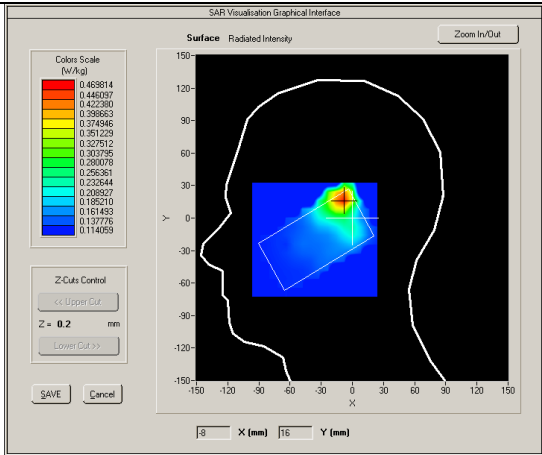 SAR Visualisation Graphical Interface
Surface Radiated Intensity
Zoom In/Out
Colors Scale
(W/kg)
0.469814
0.446097
0.422380
0.398663
0.374946
0.351229
0.327512
0.303795
0.280078
0.256361
0.232644
0.208927
0.185210
0.161493
0.137776
0.114059
Z-Cuts Control
<< Upper Cut
Z = 0.2 mm
Lower Cut >>
SAVE Cancel
150
120
90
60
30
0
-30
-60
-90
-120
-150
Y
-150 -120 -90 -60 -30 0 30 60 90 120 150
X
-8 X (mm) 16 Y (mm)